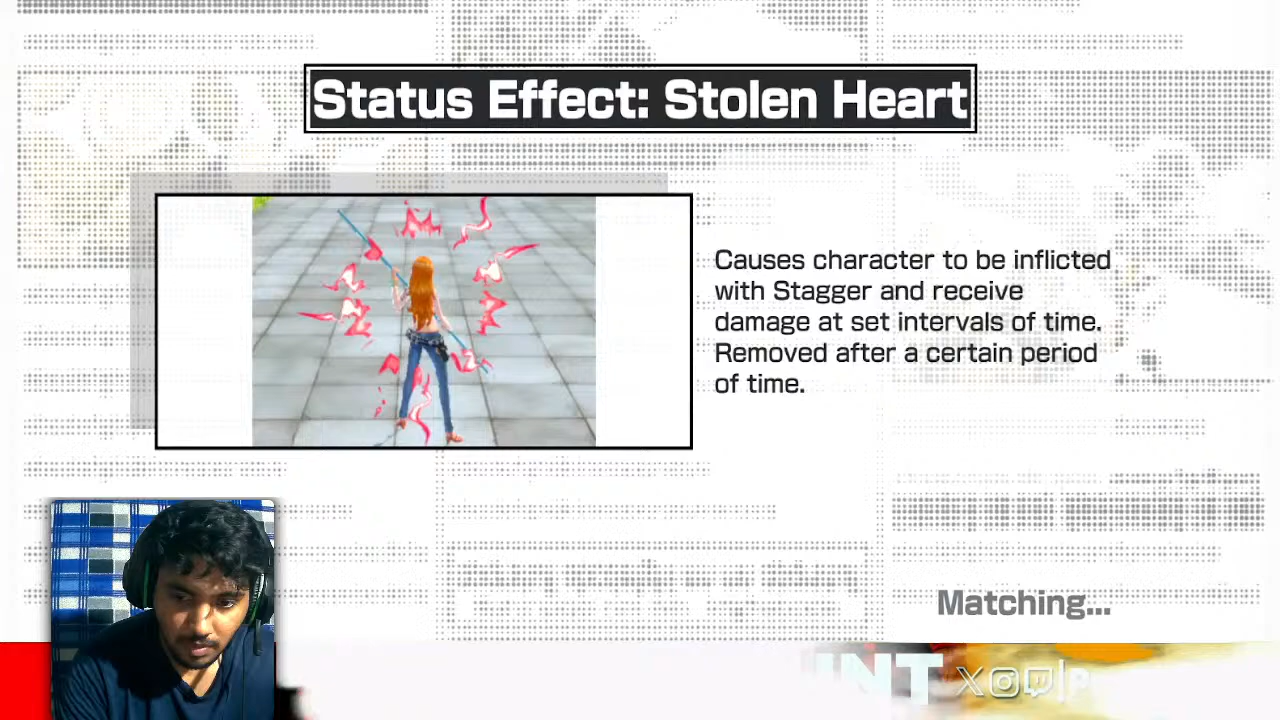 Status Effect: Stolen Heart
Causes character to be inflicted
with Stagger and receive
damage at set intervals of time.
Removed after a certain period
of time.
Matching...